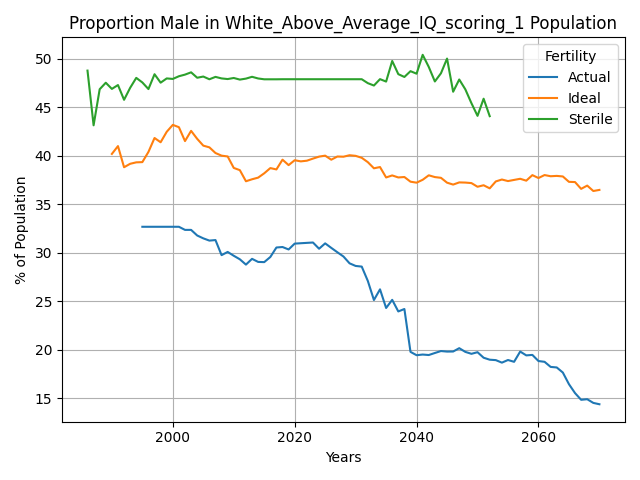 Proportion Male in White_Above_Average_IQ_scoring_1 Population
Fertility
Actual
Ideal
Sterile
% of Population
50
45
40
35
30
25
20
15
2000
2020
2040
2060
Years